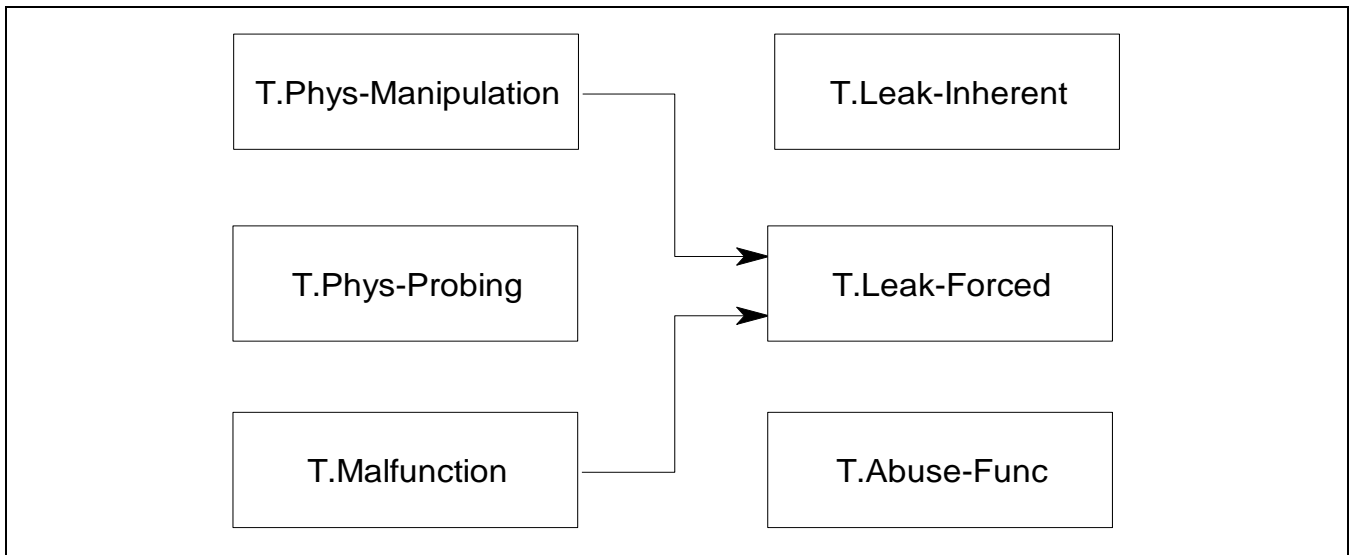 T.Phys-Manipulation
T.Leak-Inherent
T.Phys-Probing
T.Leak-Forced
T.Malfunction
T.Abuse-Func